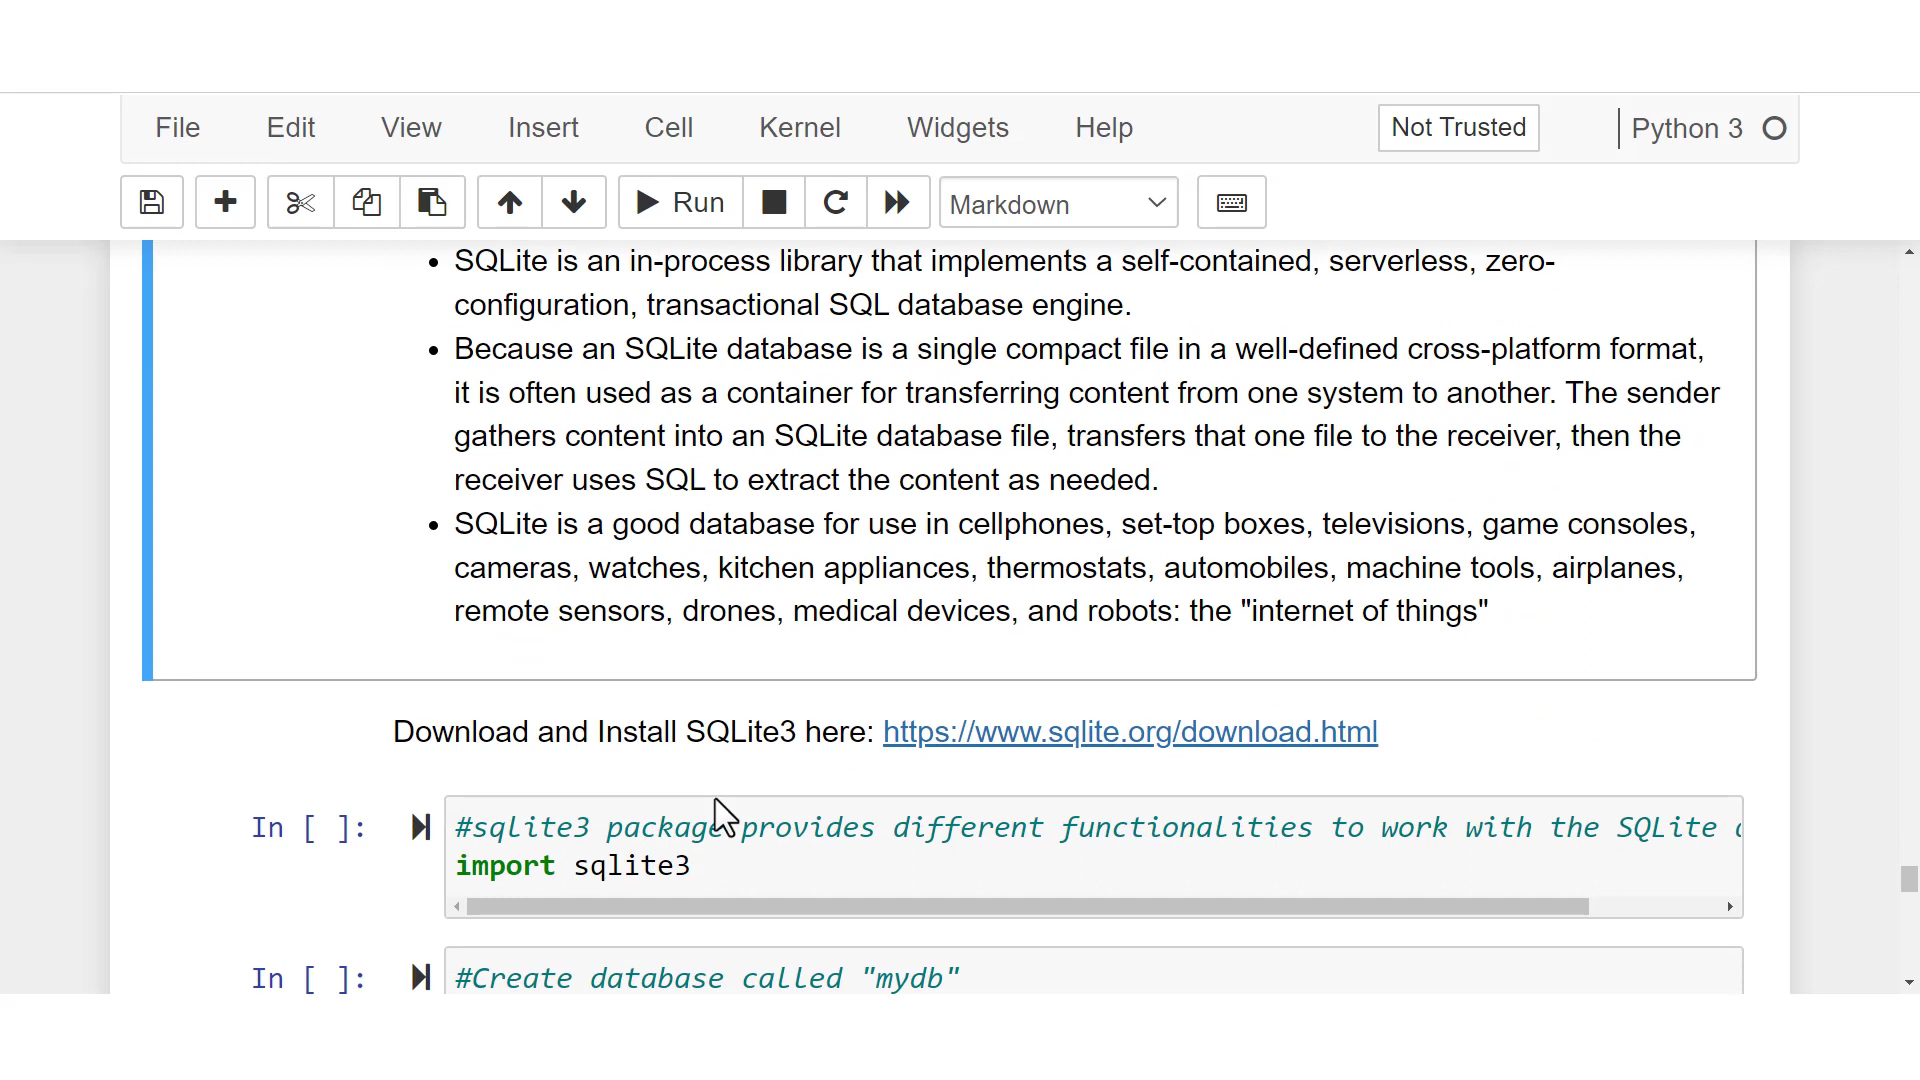 File Edit View Insert Cell Kernel Widgets Help Not Trusted Python 3
Run Markdown
• SQLite is an in-process library that implements a self-contained, serverless, zero-
configuration, transactional SQL database engine.
• Because an SQLite database is a single compact file in a well-defined cross-platform format,
it is often used as a container for transferring content from one system to another. The sender
gathers content into an SQLite database file, transfers that one file to the receiver, then the
receiver uses SQL to extract the content as needed.
• SQLite is a good database for use in cellphones, set-top boxes, televisions, game consoles,
cameras, watches, kitchen appliances, thermostats, automobiles, machine tools, airplanes,
remote sensors, drones, medical devices, and robots: the "internet of things"
Download and Install SQLite3 here: https://www.sqlite.org/download.html
In [ ]: #sqlite3 package provides different functionalities to work with the SQLite
import sqlite3
In [ ]: #Create database called "mydb"